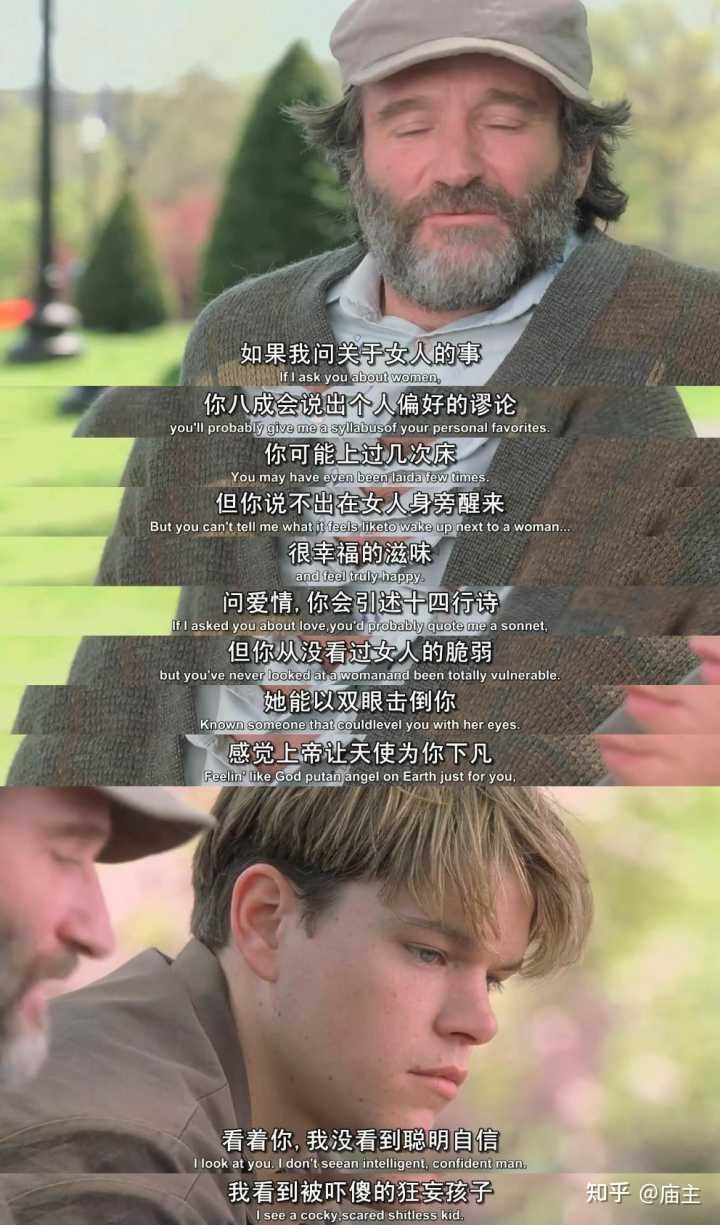 如果我问关于女人的事
If I ask you about women,
你八成会说出个人偏好的谬论
you'll probably give me a syllabusof your personal favorites.
你可能上过几次床
You may have even been laida few times.
但你说不出在女人身旁醒来
But you can't tell me what it feels liketo wake up next to a woman...
很幸福的滋味
and feel truly happy.
问爱情,你会引述十四行诗
If I asked you about love,you'd probably quote me a sonnet,
但你从没看过女人的脆弱
but you've never looked at a womanand been totally vulnerable.
她能以双眼击倒你
Known someone that couldlevel you with her eyes.
感觉上帝让天使为你下凡
Feelin' like God putan angel on Earth just for you,
看着你,我没看到聪明自信
I look at you. I don't seean intelligent, confident man.
我看到被吓傻的狂妄孩子
I see a cocky,scared shitless kid.
知乎 @庙主